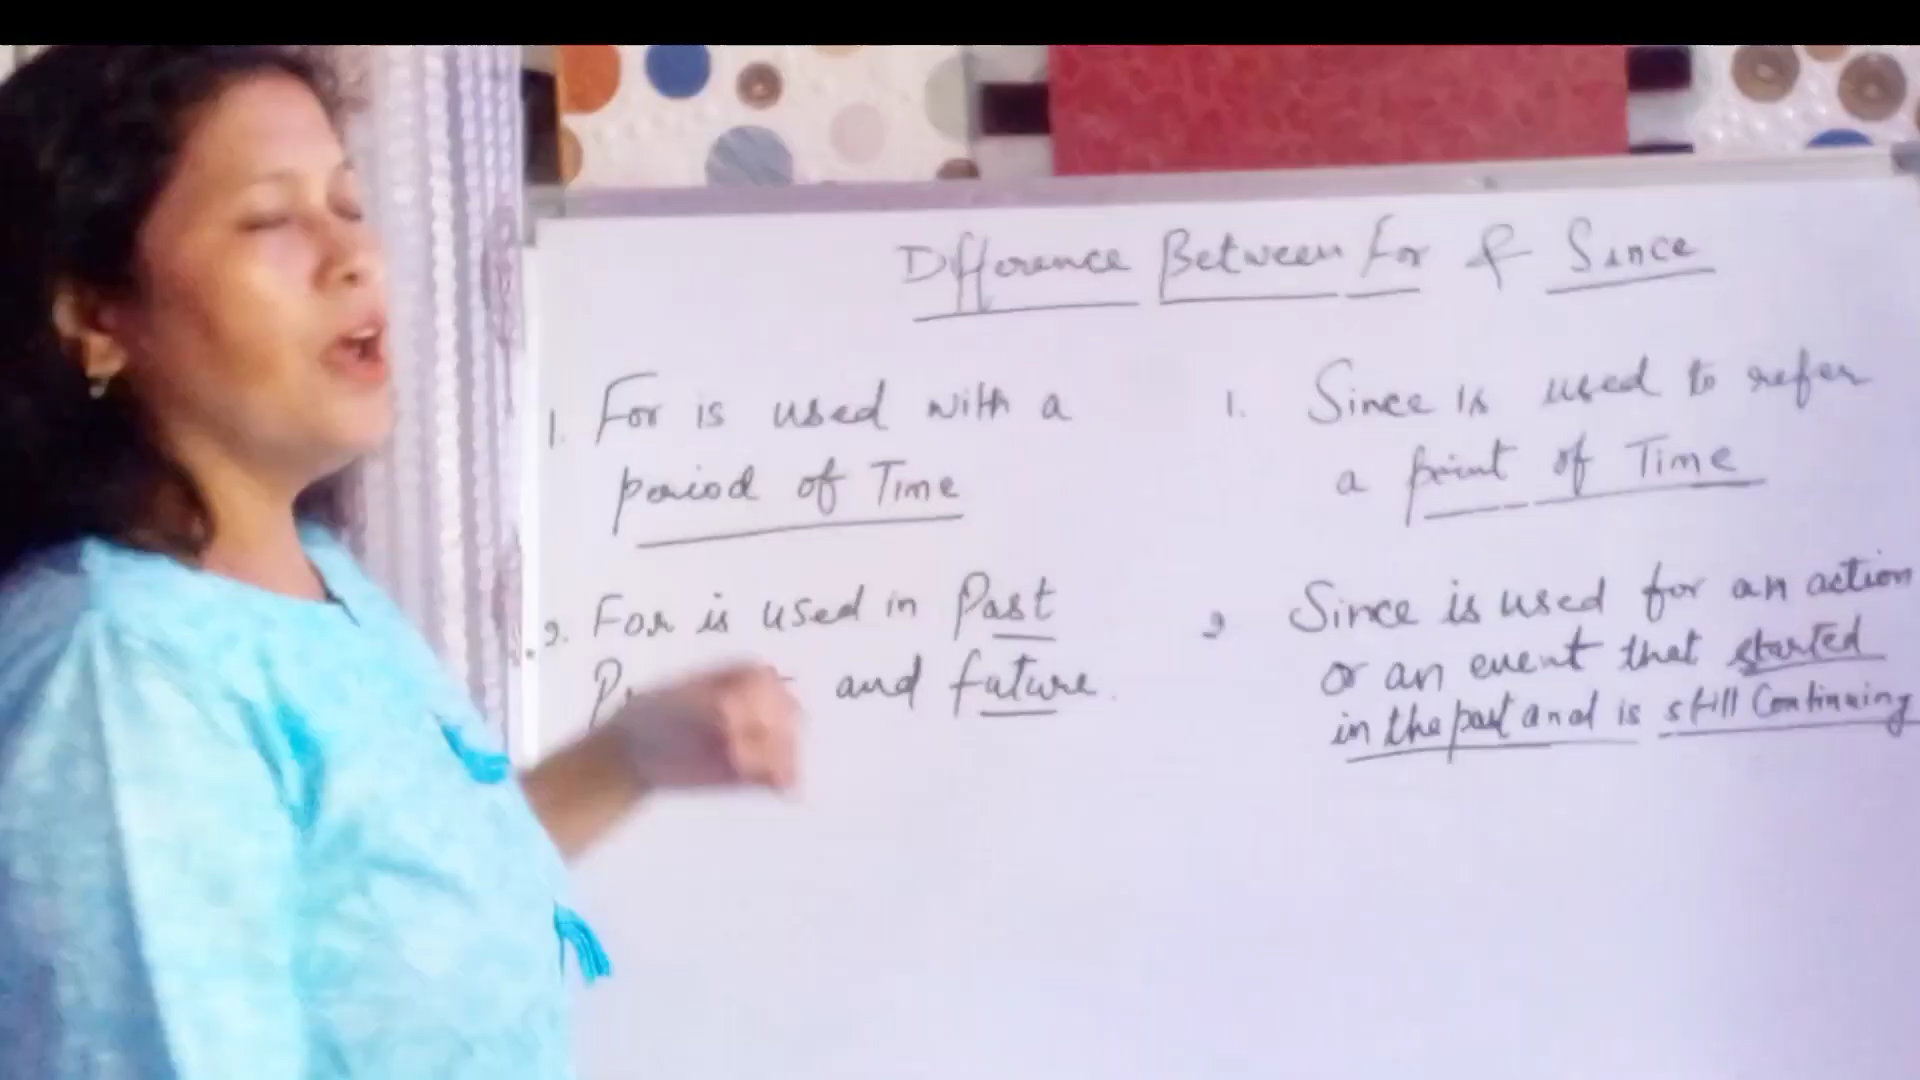 Difference Between For & Since
1. For is used with a
period of Time
2. For is used in Past
and future.
1. Since is used to refer
a point of Time
2 Since is used for an action
or an event that started
in the past and is still Continuing